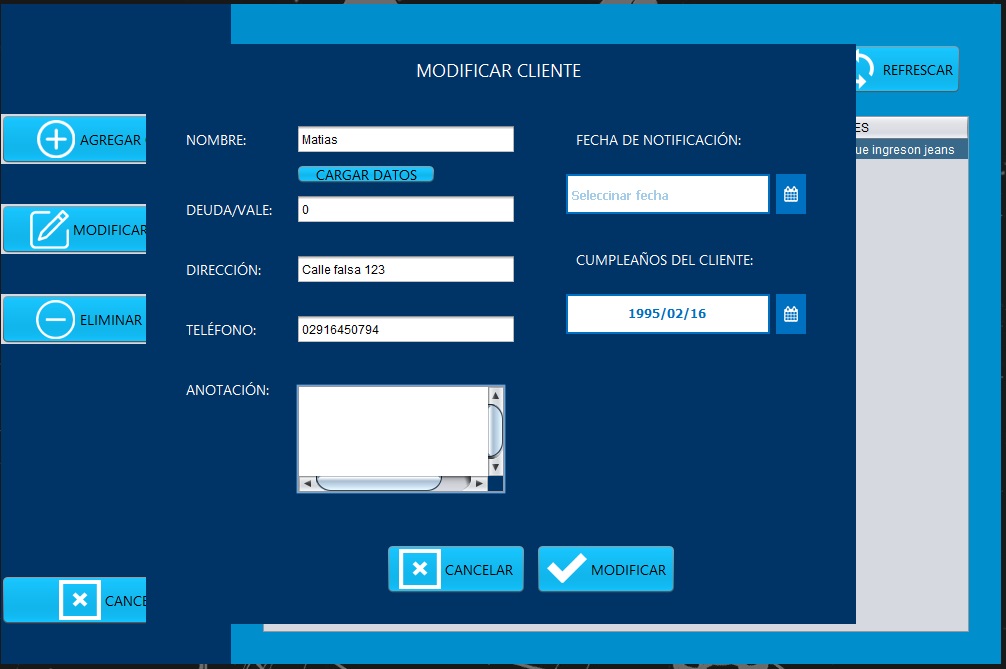 MODIFICAR CLIENTE
REFRESCAR
ES
AGREGAR
NOMBRE:
Matias
FECHA DE NOTIFICACIÓN:
ue ingreson jeans
CARGAR DATOS
Seleccinar fecha
DEUDA/VALE:
0
MODIFICAR
DIRECCIÓN:
Calle falsa 123
CUMPLEAÑOS DEL CLIENTE:
1995/02/16
ELIMINAR
TELÉFONO:
02916450794
ANOTACIÓN:
CANCELAR
MODIFICAR
CANCE